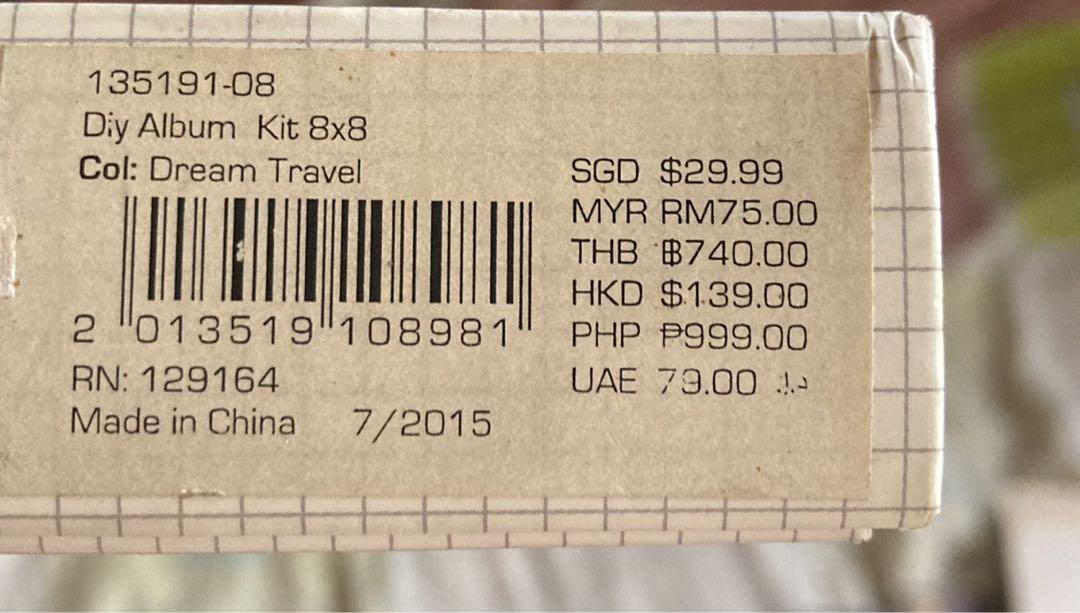 135191-08
Diy Album Kit 8x8
Col: Dream Travel
2 013519 108981
RN: 129164
Made in China 7/2015
SGD $29.99
MYR RM75.00
THB ฿740.00
HKD $139.00
PHP ₱999.00
UAE 79.00 د.إ